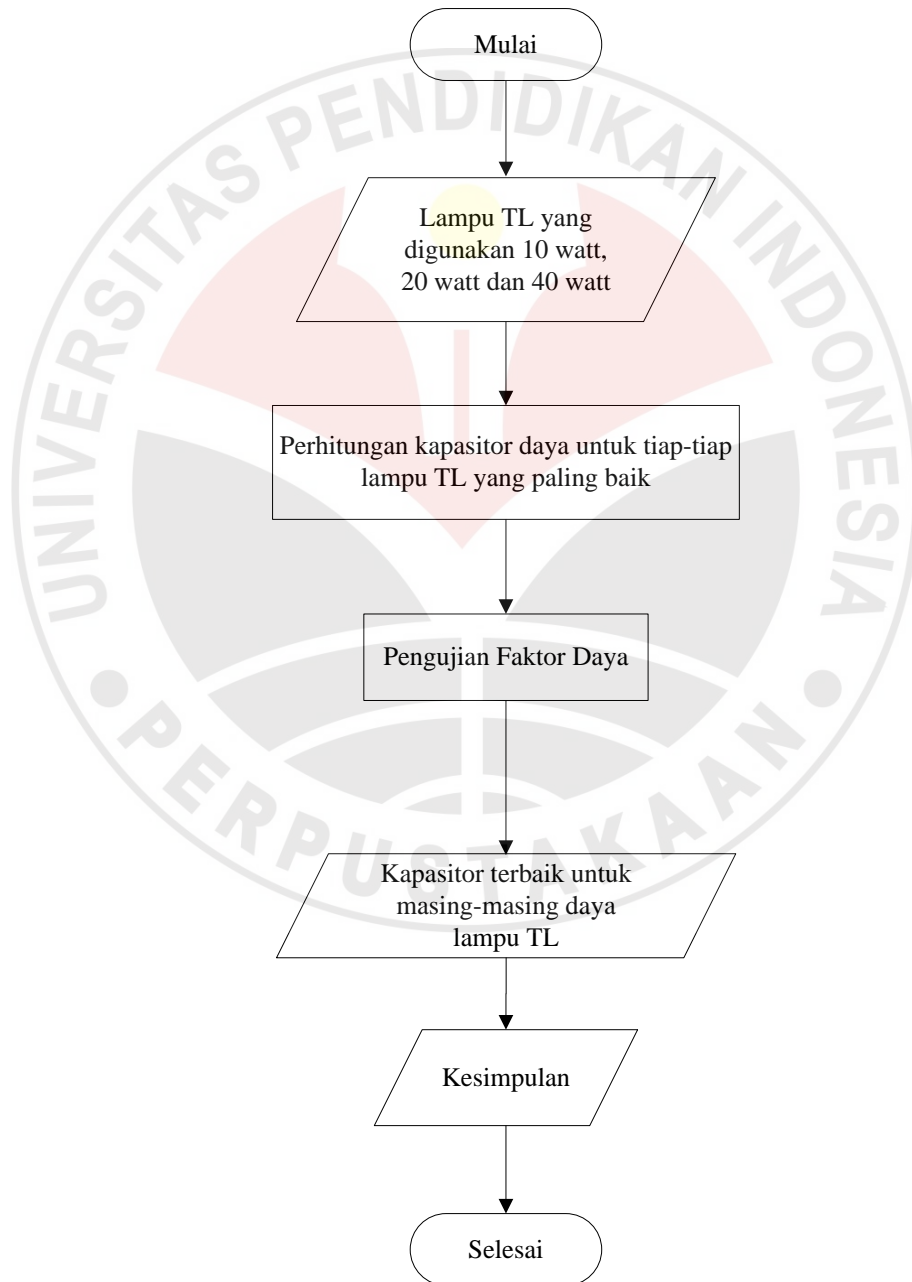 Mulai
UNIVERSITAS PENDIDIKAN INDONESIA
Lampu TL yang
digunakan 10 watt,
20 watt dan 40 watt
Perhitungan kapasitor daya untuk tiap-tiap
lampu TL yang paling baik
Pengujian Faktor Daya
Kapasitor terbaik untuk
masing-masing daya
lampu TL
PERPUSTAKAAN
Kesimpulan
Selesai